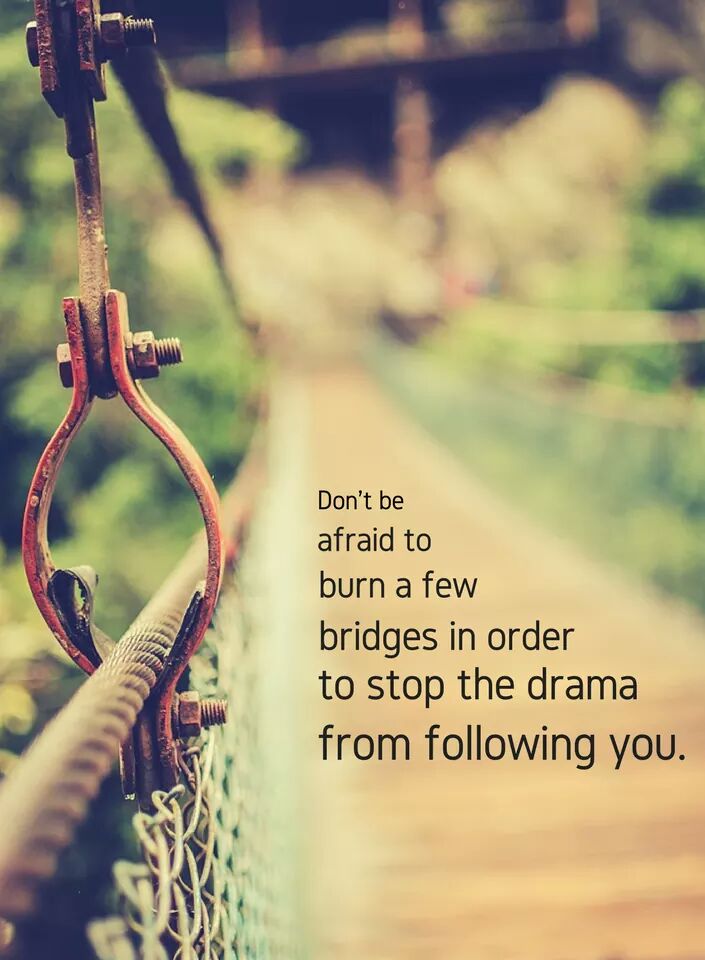 Don't be
afraid to
burn a few
bridges in order
to stop the drama
from following you.